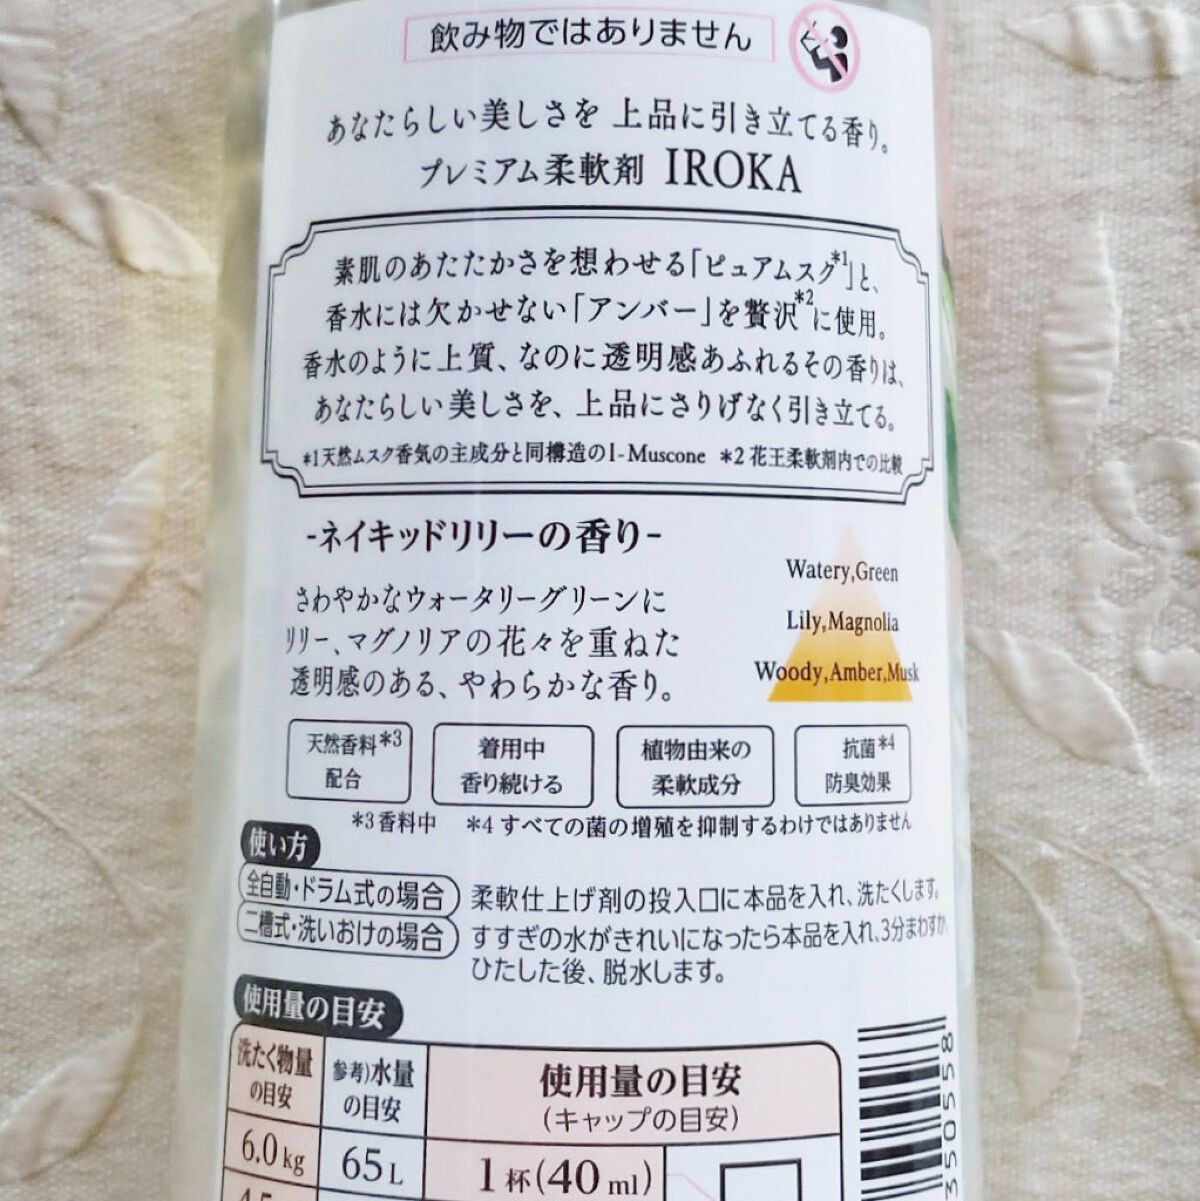 飲み物ではありません
あなたらしい美しさを 上品に引き立てる香り。
プレミアム柔軟剤 IROKA
素肌のあたたかさを想わせる「ピュアムスク*1」と、
香水には欠かせない「アンバー」を贅沢*2に使用。
香水のように上質、なのに透明感あふれるその香りは、
あなたらしい美しさを、上品にさりげなく引き立てる。
*1天然ムスク香気の主成分と同構造のl-Muscone *2 花王柔軟剤内での比較
-ネイキッドリリーの香り-
さわやかなウォータリーグリーンに
リリー、マグノリアの花々を重ねた
透明感のある、やわらかな香り。
Watery,Green
Lily,Magnolia
Woody,Amber,Musk
天然香料*3
配合
着用中
香り続ける
植物由来の
柔軟成分
抗菌*4
防臭効果
*3 香料中 *4 すべての菌の増殖を抑制するわけではありません
使い方
全自動・ドラム式の場合
柔軟仕上げ剤の投入口に本品を入れ、洗たくします。
二槽式・洗いおけの場合
すすぎの水がきれいになったら本品を入れ、3分まわすか、
ひたした後、脱水します。
使用量の目安
洗たく物量
の目安
参考)水量
の目安
使用量の目安
(キャップの目安)
6.0kg
65L
1杯(40ml)
350558